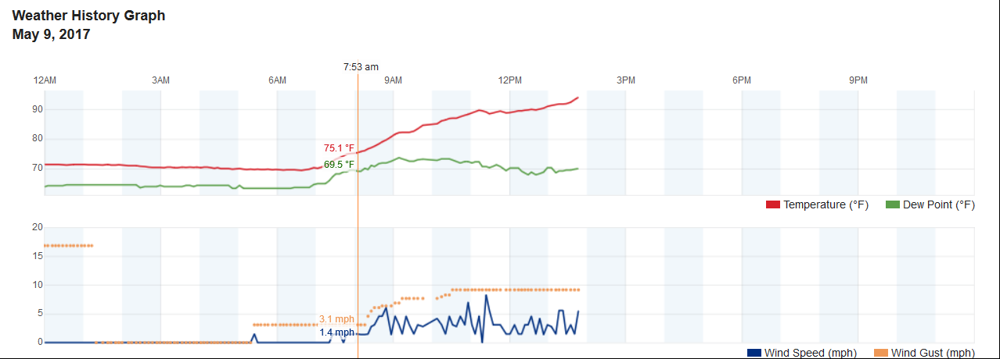 Weather History Graph
May 9, 2017
7:53 am
12AM 3AM 6AM 9AM 12PM 3PM 6PM 9PM
90
80
75.1 °F
70
69.5 °F
Temperature (°F) Dew Point (°F)
20
15
10
5
3.1 mph
1.4 mph
0
Wind Speed (mph) Wind Gust (mph)